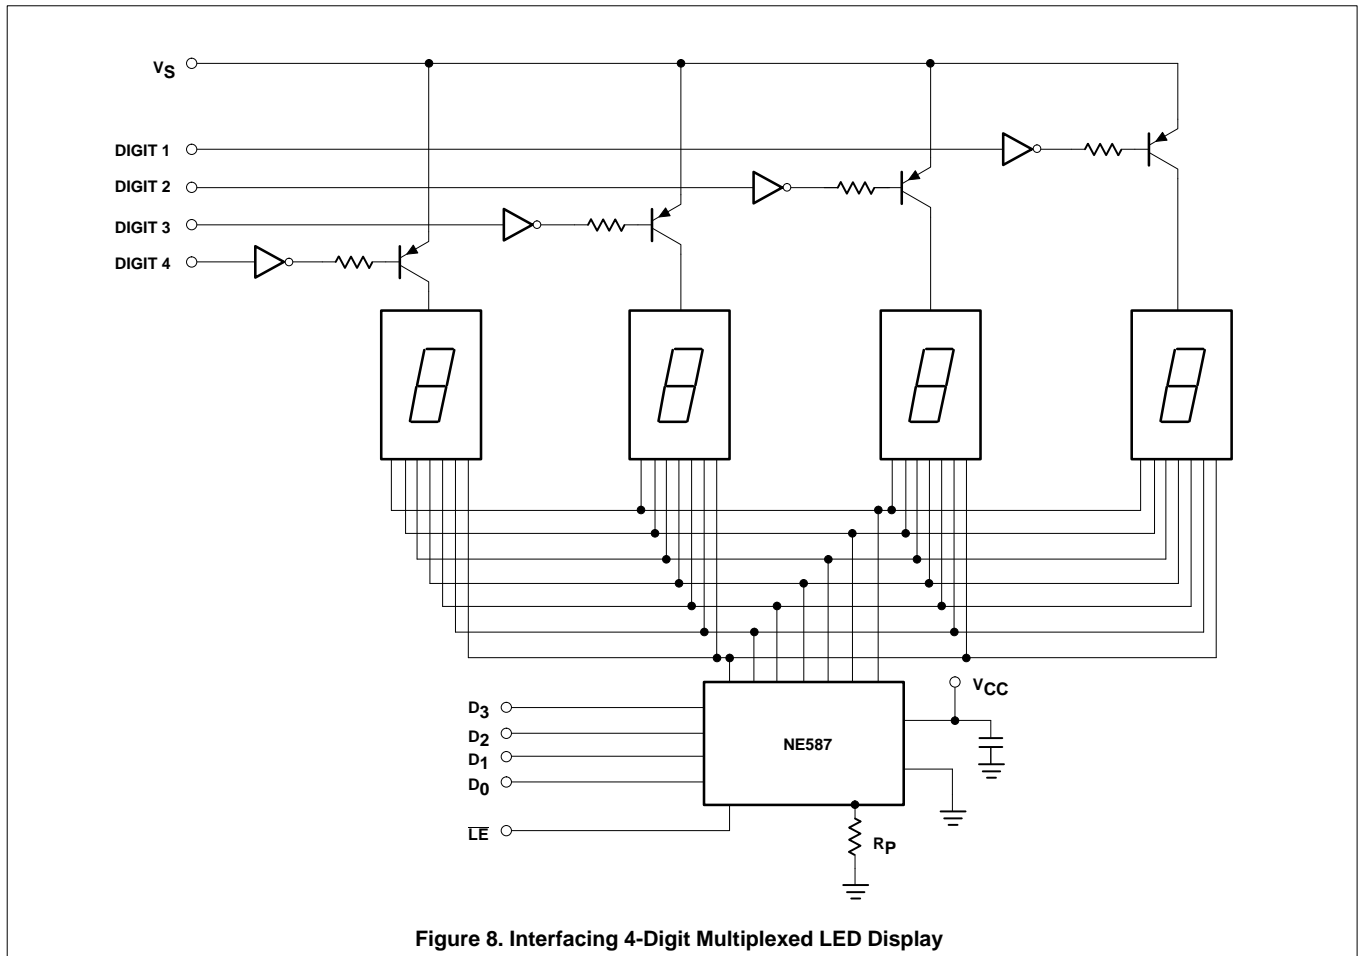 VS
DIGIT 1
DIGIT 2
DIGIT 3
DIGIT 4
VCC
D3
D2
D1
D0
NE587
LE
RP
Figure 8. Interfacing 4-Digit Multiplexed LED Display